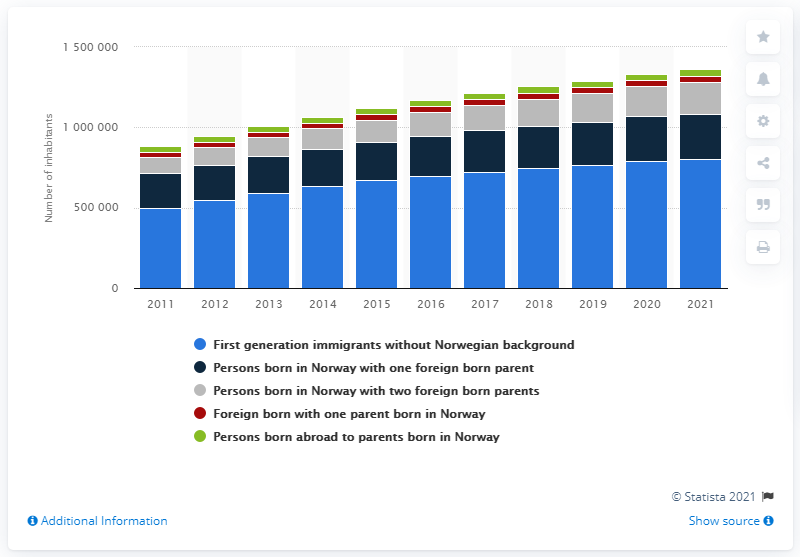 1 500 000
1 000 000
500 000
0
Number of inhabitants
2011 2012 2013 2014 2015 2016 2017 2018 2019 2020 2021
First generation immigrants without Norwegian background
Persons born in Norway with one foreign born parent
Persons born in Norway with two foreign born parents
Foreign born with one parent born in Norway
Persons born abroad to parents born in Norway
© Statista 2021
Additional Information
Show source